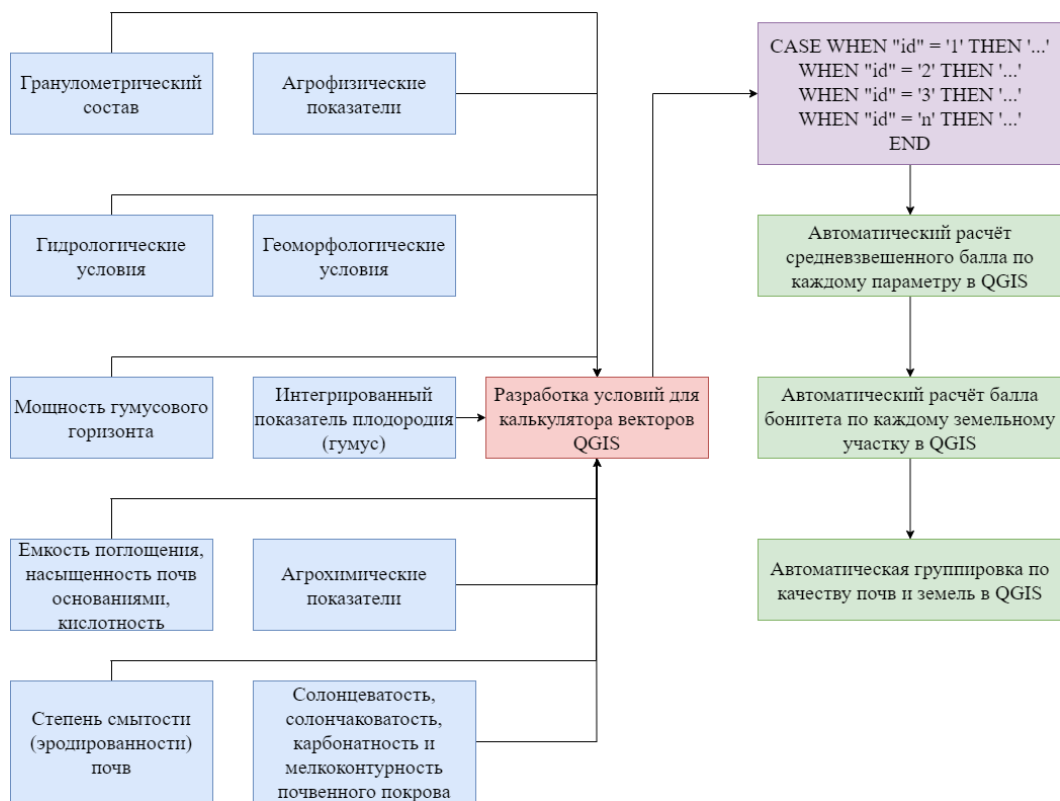 Гранулометрический
состав
Агрофизические
показатели
CASE WHEN "id" = '1' THEN '...'
WHEN "id" = '2' THEN '...'
WHEN "id" = '3' THEN '...'
WHEN "id" = 'n' THEN '...'
END
Гидрологические
условия
Геоморфологические
условия
Автоматический расчёт
средневзвешенного балла по
каждому параметру в QGIS
Мощность гумусового
горизонта
Интегрированный
показатель плодородия
(гумус)
Разработка условий для
калькулятора векторов
QGIS
Автоматический расчёт балла
бонитета по каждому земельному
участку в QGIS
Емкость поглощения,
насыщенность почв
основаниями,
кислотность
Агрохимические
показатели
Автоматическая группировка по
качеству почв и земель в QGIS
Степень смытости
(эродированности)
почв
Солонцеватость,
солончаковатость,
карбонатность и
мелкоконтурность
почвенного покрова